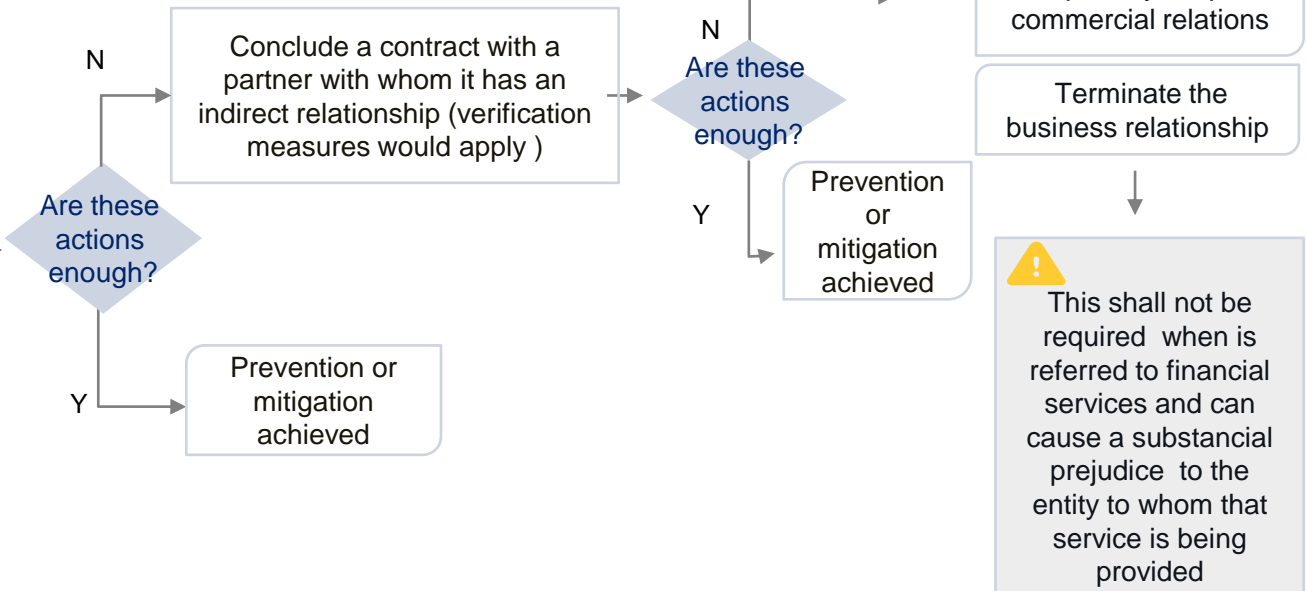 N
Conclude a contract with a
partner with whom it has an
indirect relationship (verification
measures would apply )
Are these
actions
enough?
Y
Prevention or
mitigation
achieved
N
Are these
actions
enough?
Y
Prevention
or
mitigation
achieved
commercial relations
Terminate the
business relationship
!
This shall not be
required when is
referred to financial
services and can
cause a substancial
prejudice to the
entity to whom that
service is being
provided